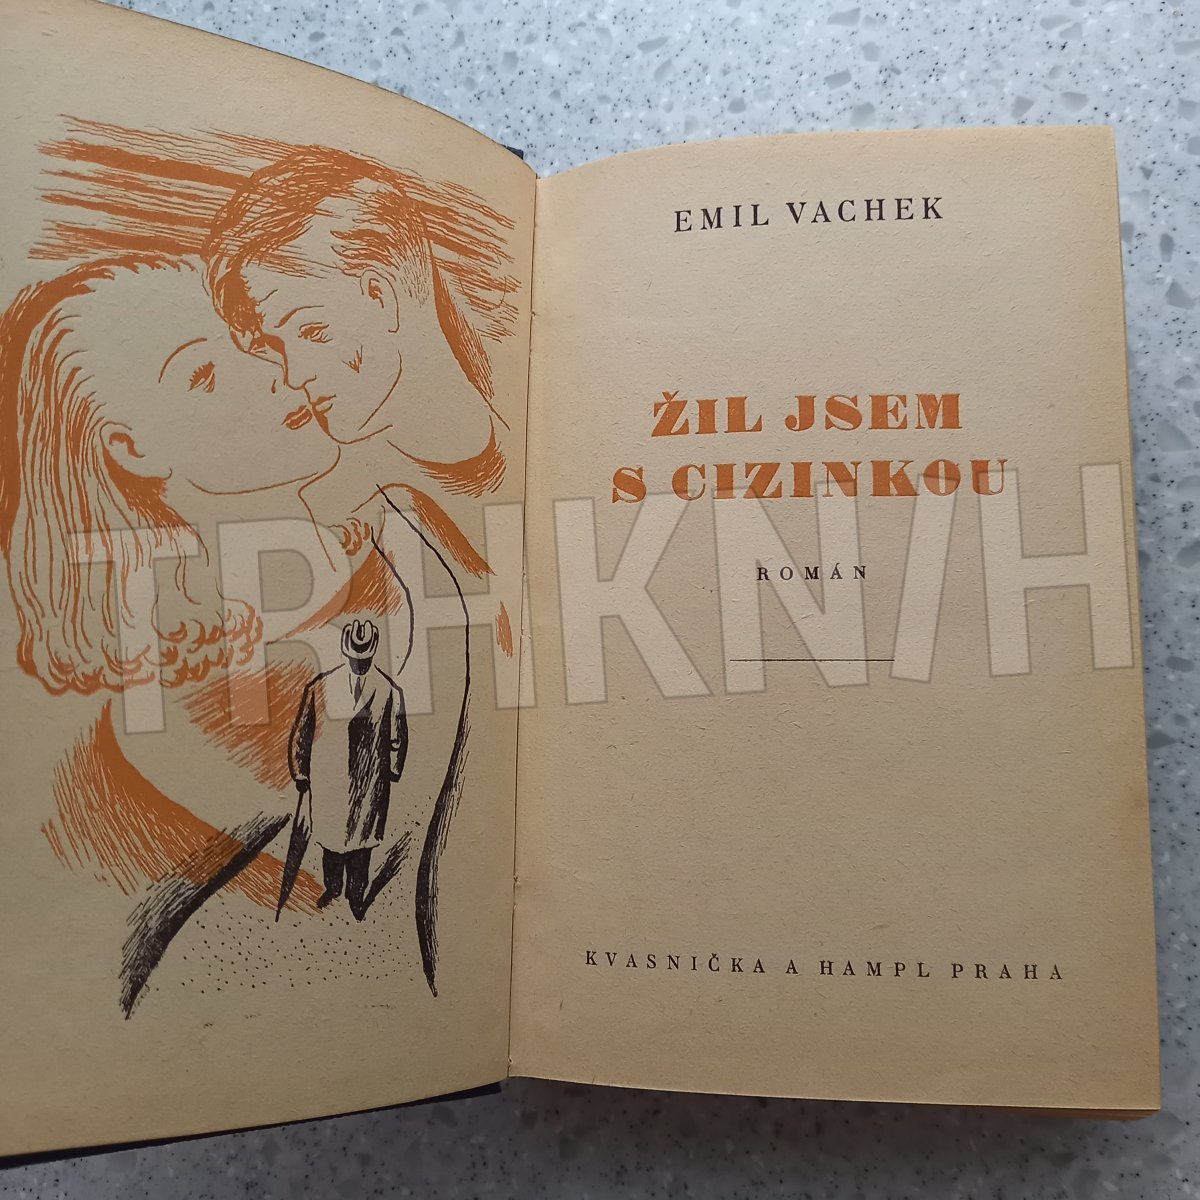 EMIL VACHEK
ŽIL JSEM
S CIZINKOU
ROMÁN
KVASNIČKA A HAMPL PRAHA
TRHKNIH